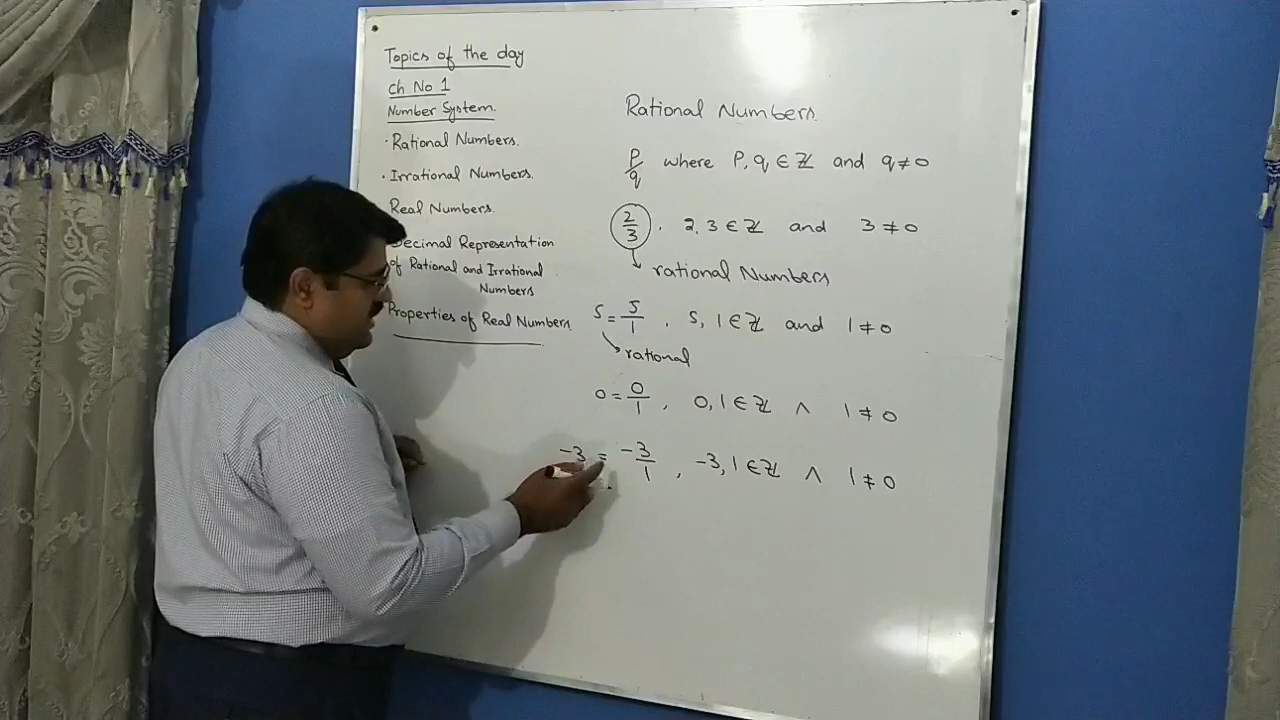 Topics of the day
ch No 1
Number System.
· Rational Numbers.
· Irrational Numbers.
Real Numbers.
Decimal Representation
of Rational and Irrational
Numbers
Properties of Real Numbers.
Rational Numbers.
P/q where P, q ∈ ℤ and q ≠ 0
2/3 , 2, 3 ∈ ℤ and 3 ≠ 0
rational Numbers
5 = 5/1 , 5, 1 ∈ ℤ and 1 ≠ 0
rational
0 = 0/1 , 0, 1 ∈ ℤ ∧ 1 ≠ 0
-3 = -3/1 , -3, 1 ∈ ℤ ∧ 1 ≠ 0